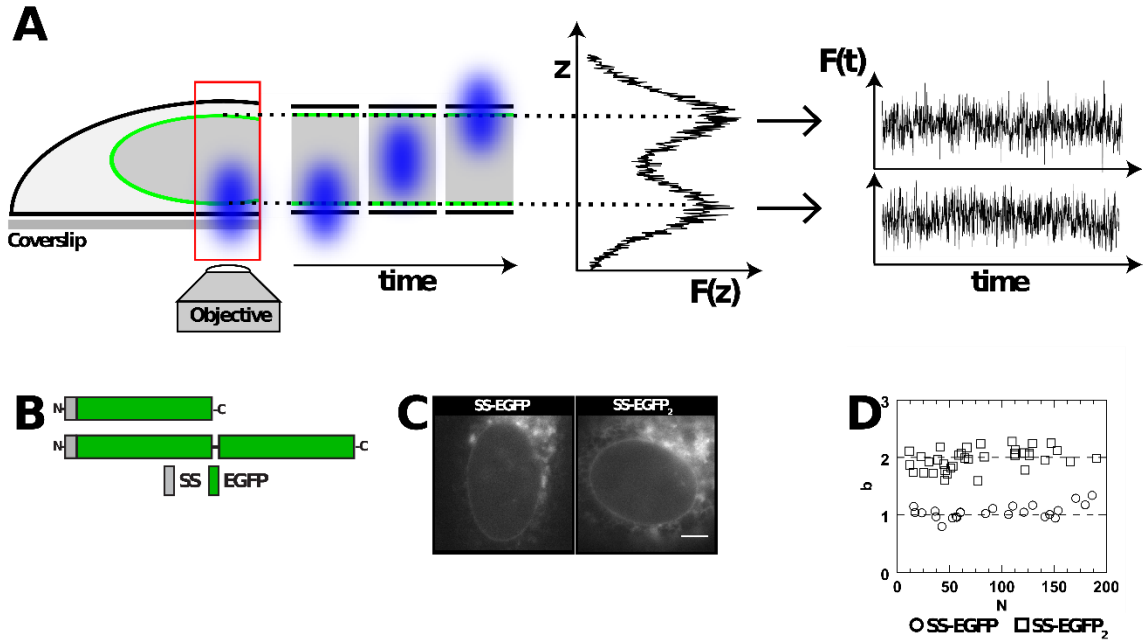 A
z
F(t)
Coverslip
Objective
time
F(z)
time
B
N
C
N
C
SS EGFP
C
SS-EGFP
SS-EGFP₂
D
3
2
b
1
0
0 50 100 150 200
N
SS-EGFP SS-EGFP₂